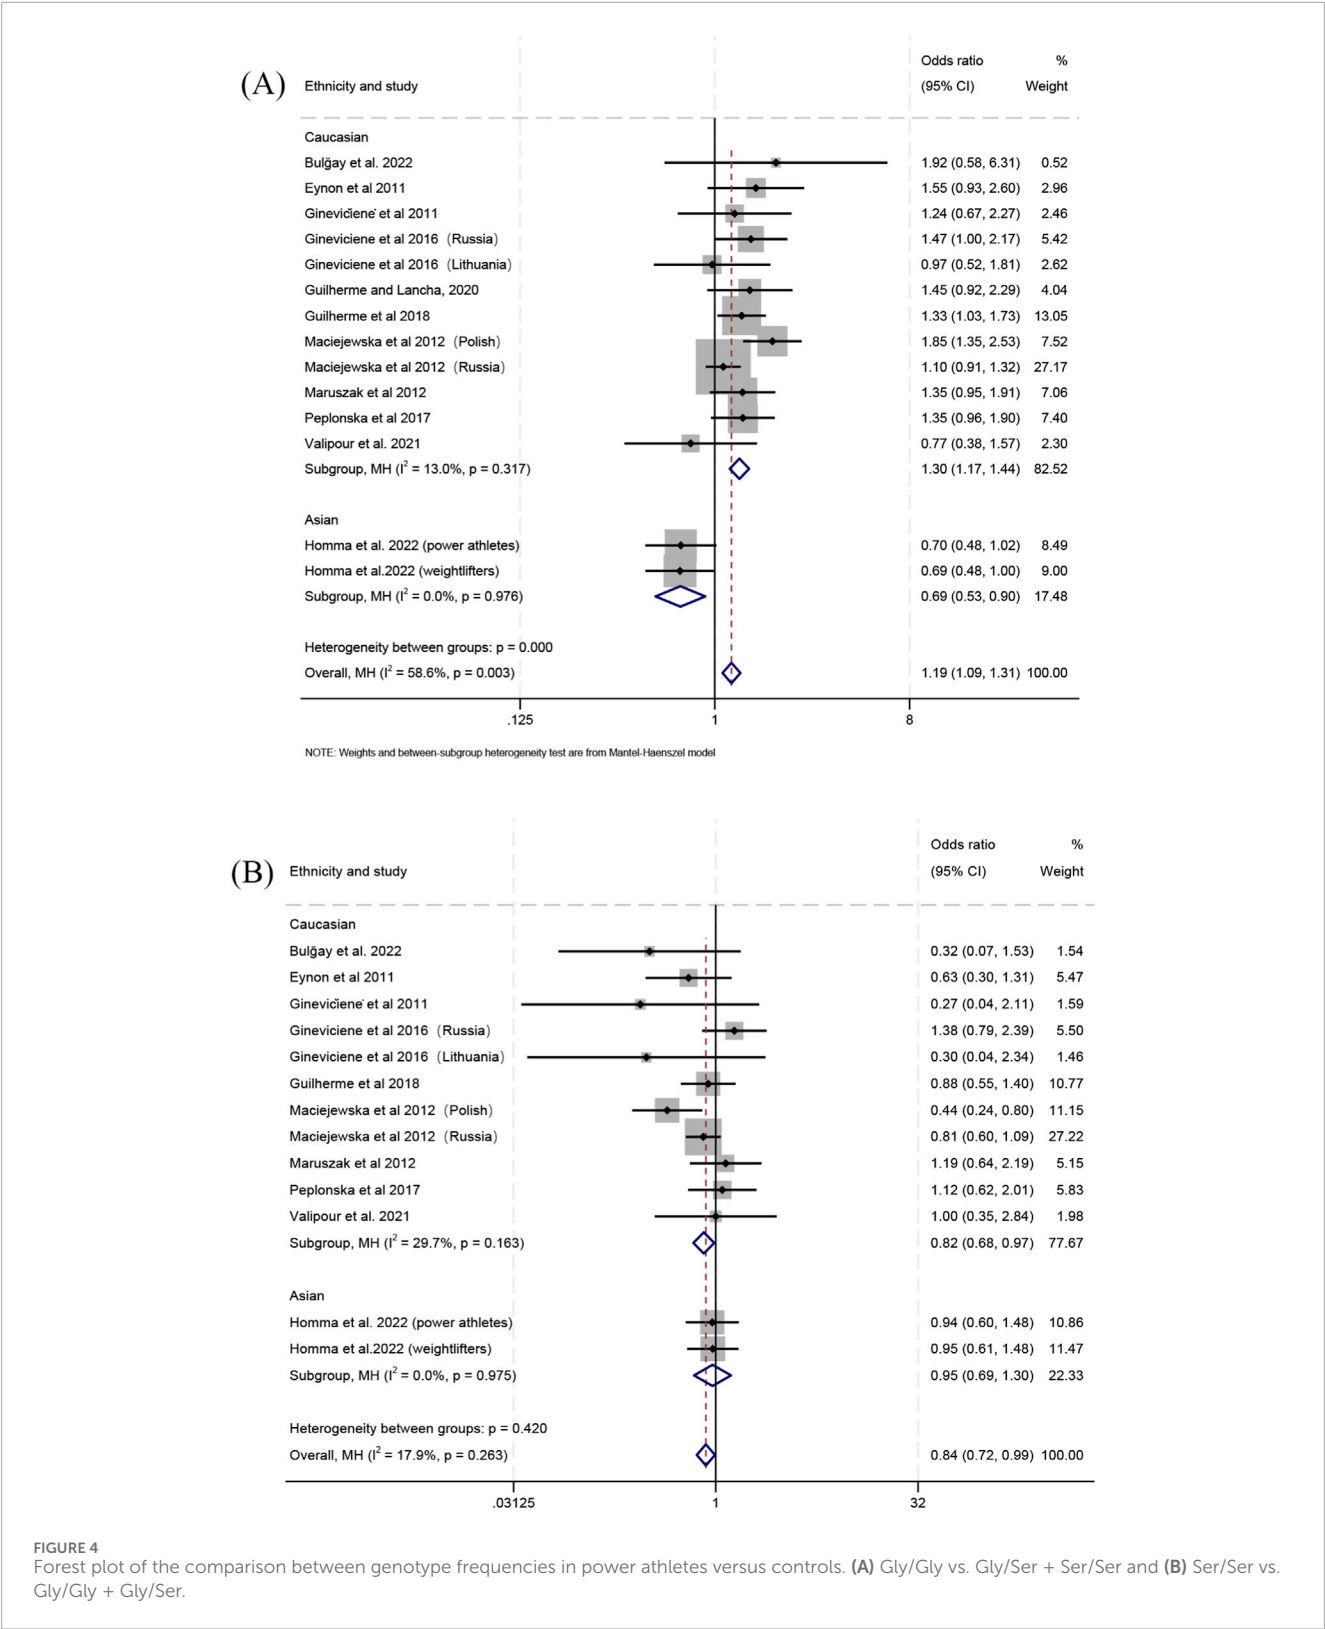 Odds ratio %
(A) Ethnicity and study (95% CI) Weight
Caucasian
Bulğay et al. 2022 1.92 (0.58, 6.31) 0.52
Eynon et al 2011 1.55 (0.93, 2.60) 2.96
Ginevičienė et al 2011 1.24 (0.67, 2.27) 2.46
Gineviciene et al 2016 (Russia) 1.47 (1.00, 2.17) 5.42
Gineviciene et al 2016 (Lithuania) 0.97 (0.52, 1.81) 2.62
Guilherme and Lancha, 2020 1.45 (0.92, 2.29) 4.04
Guilherme et al 2018 1.33 (1.03, 1.73) 13.05
Maciejewska et al 2012 (Polish) 1.85 (1.35, 2.53) 7.52
Maciejewska et al 2012 (Russia) 1.10 (0.91, 1.32) 27.17
Maruszak et al 2012 1.35 (0.95, 1.91) 7.06
Peplonska et al 2017 1.35 (0.96, 1.90) 7.40
Valipour et al. 2021 0.77 (0.38, 1.57) 2.30
Subgroup, MH (I² = 13.0%, p = 0.317) 1.30 (1.17, 1.44) 82.52
Asian
Homma et al. 2022 (power athletes) 0.70 (0.48, 1.02) 8.49
Homma et al.2022 (weightlifters) 0.69 (0.48, 1.00) 9.00
Subgroup, MH (I² = 0.0%, p = 0.976) 0.69 (0.53, 0.90) 17.48
Heterogeneity between groups: p = 0.000
Overall, MH (I² = 58.6%, p = 0.003) 1.19 (1.09, 1.31) 100.00
.125 1 8
NOTE: Weights and between-subgroup heterogeneity test are from Mantel-Haenszel model
Odds ratio %
(B) Ethnicity and study (95% CI) Weight
Caucasian
Bulğay et al. 2022 0.32 (0.07, 1.53) 1.54
Eynon et al 2011 0.63 (0.30, 1.31) 5.47
Ginevičienė et al 2011 0.27 (0.04, 2.11) 1.59
Gineviciene et al 2016 (Russia) 1.38 (0.79, 2.39) 5.50
Gineviciene et al 2016 (Lithuania) 0.30 (0.04, 2.34) 1.46
Guilherme et al 2018 0.88 (0.55, 1.40) 10.77
Maciejewska et al 2012 (Polish) 0.44 (0.24, 0.80) 11.15
Maciejewska et al 2012 (Russia) 0.81 (0.60, 1.09) 27.22
Maruszak et al 2012 1.19 (0.64, 2.19) 5.15
Peplonska et al 2017 1.12 (0.62, 2.01) 5.83
Valipour et al. 2021 1.00 (0.35, 2.84) 1.98
Subgroup, MH (I² = 29.7%, p = 0.163) 0.82 (0.68, 0.97) 77.67
Asian
Homma et al. 2022 (power athletes) 0.94 (0.60, 1.48) 10.86
Homma et al.2022 (weightlifters) 0.95 (0.61, 1.48) 11.47
Subgroup, MH (I² = 0.0%, p = 0.975) 0.95 (0.69, 1.30) 22.33
Heterogeneity between groups: p = 0.420
Overall, MH (I² = 17.9%, p = 0.263) 0.84 (0.72, 0.99) 100.00
.03125 1 32
FIGURE 4
Forest plot of the comparison between genotype frequencies in power athletes versus controls. (A) Gly/Gly vs. Gly/Ser + Ser/Ser and (B) Ser/Ser vs.
Gly/Gly + Gly/Ser.